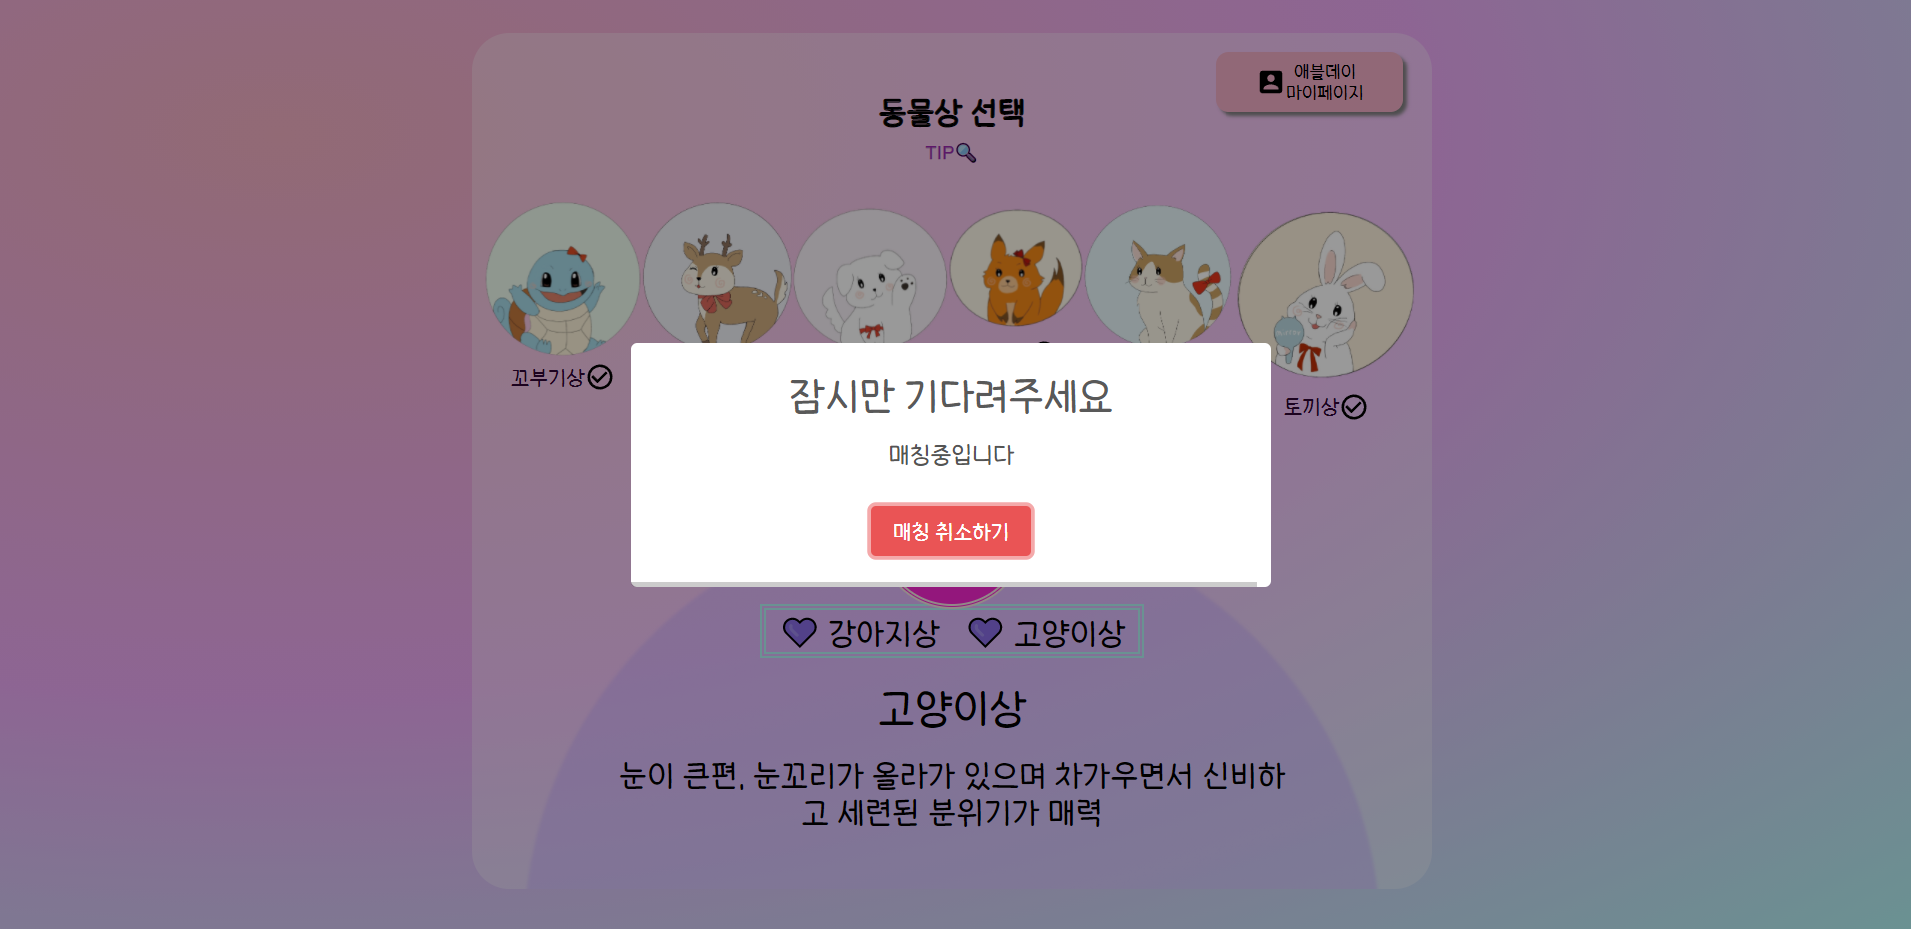 애블데이
마이페이지
동물상 선택
TIP
꼬부기상
토끼상
잠시만 기다려주세요
매칭중입니다
매칭 취소하기
강아지상 고양이상
고양이상
눈이 큰편, 눈꼬리가 올라가 있으며 차가우면서 신비하
고 세련된 분위기가 매력